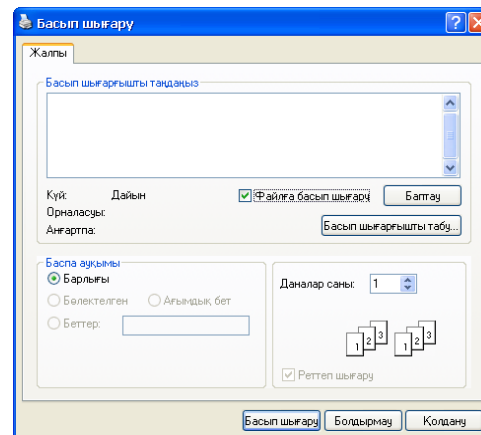 Басып шығару
Жалпы
Басып шығарғышты таңдаңыз
Күй: Дайын
Файлға басып шығару
Баптау
Орналасуы:
Аңғартпа:
Басып шығарғышты табу...
Баспа ауқымы
Барлығы
Бөлектелген
Ағымдық бет
Беттер:
Даналар саны: 1
1 2 3 1 2 3
Реттеп шығару
Басып шығару
Болдырмау
Қолдану